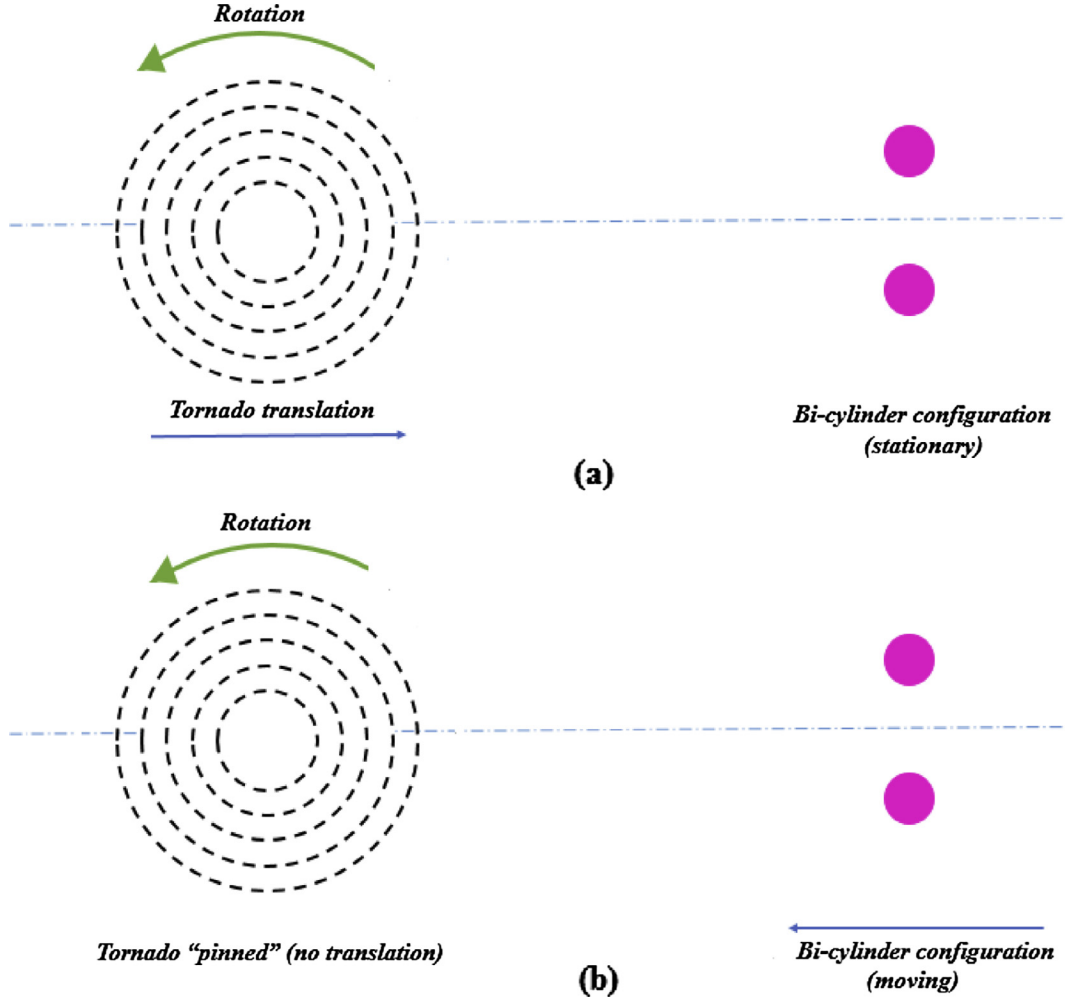 Rotation
Tornado translation
Bi-cylinder configuration
(stationary)
(a)
Rotation
Tornado “pinned” (no translation)
Bi-cylinder configuration
(moving)
(b)